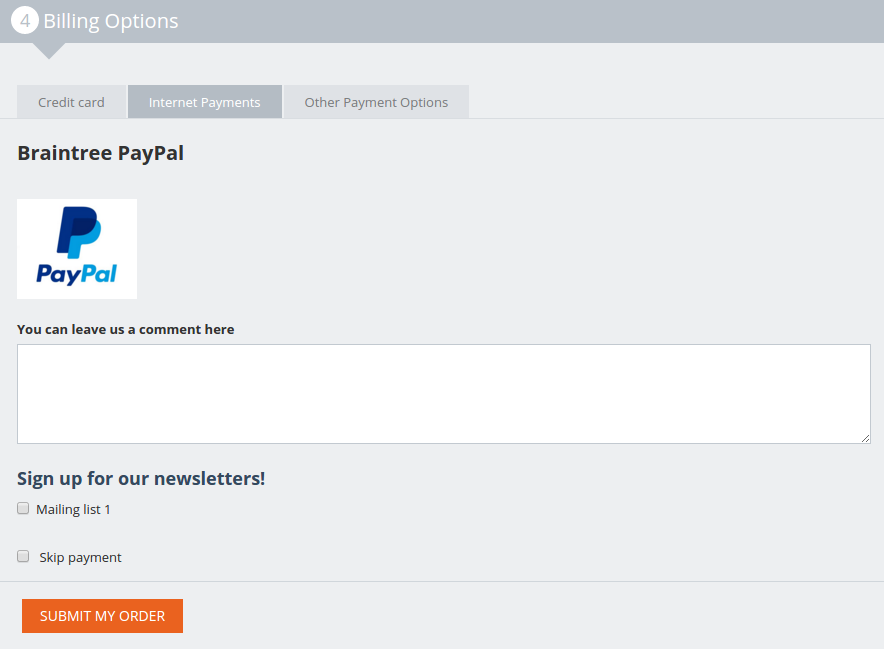 4 Billing Options
Credit card Internet Payments Other Payment Options
Braintree PayPal
PayPal
You can leave us a comment here
Sign up for our newsletters!
Mailing list 1
Skip payment
SUBMIT MY ORDER